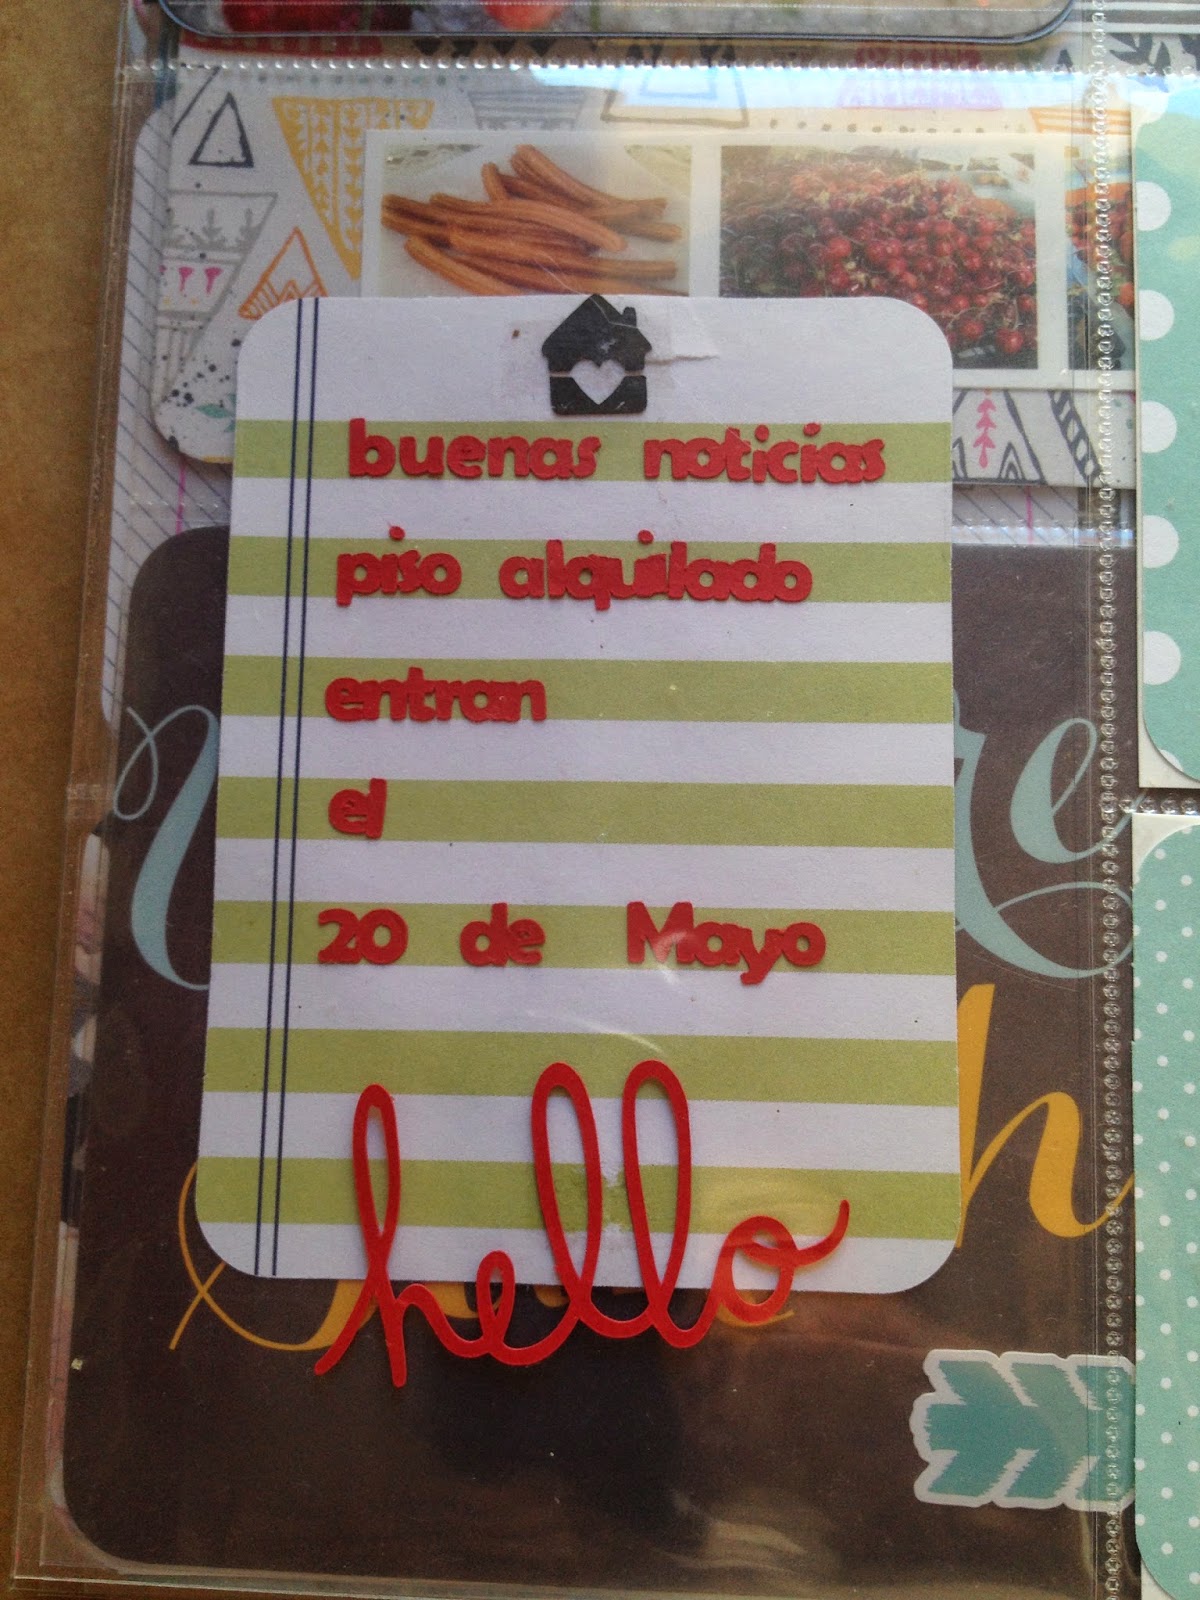 buenas noticias
piso alquilado
entran
el
20 de Mayo
hello